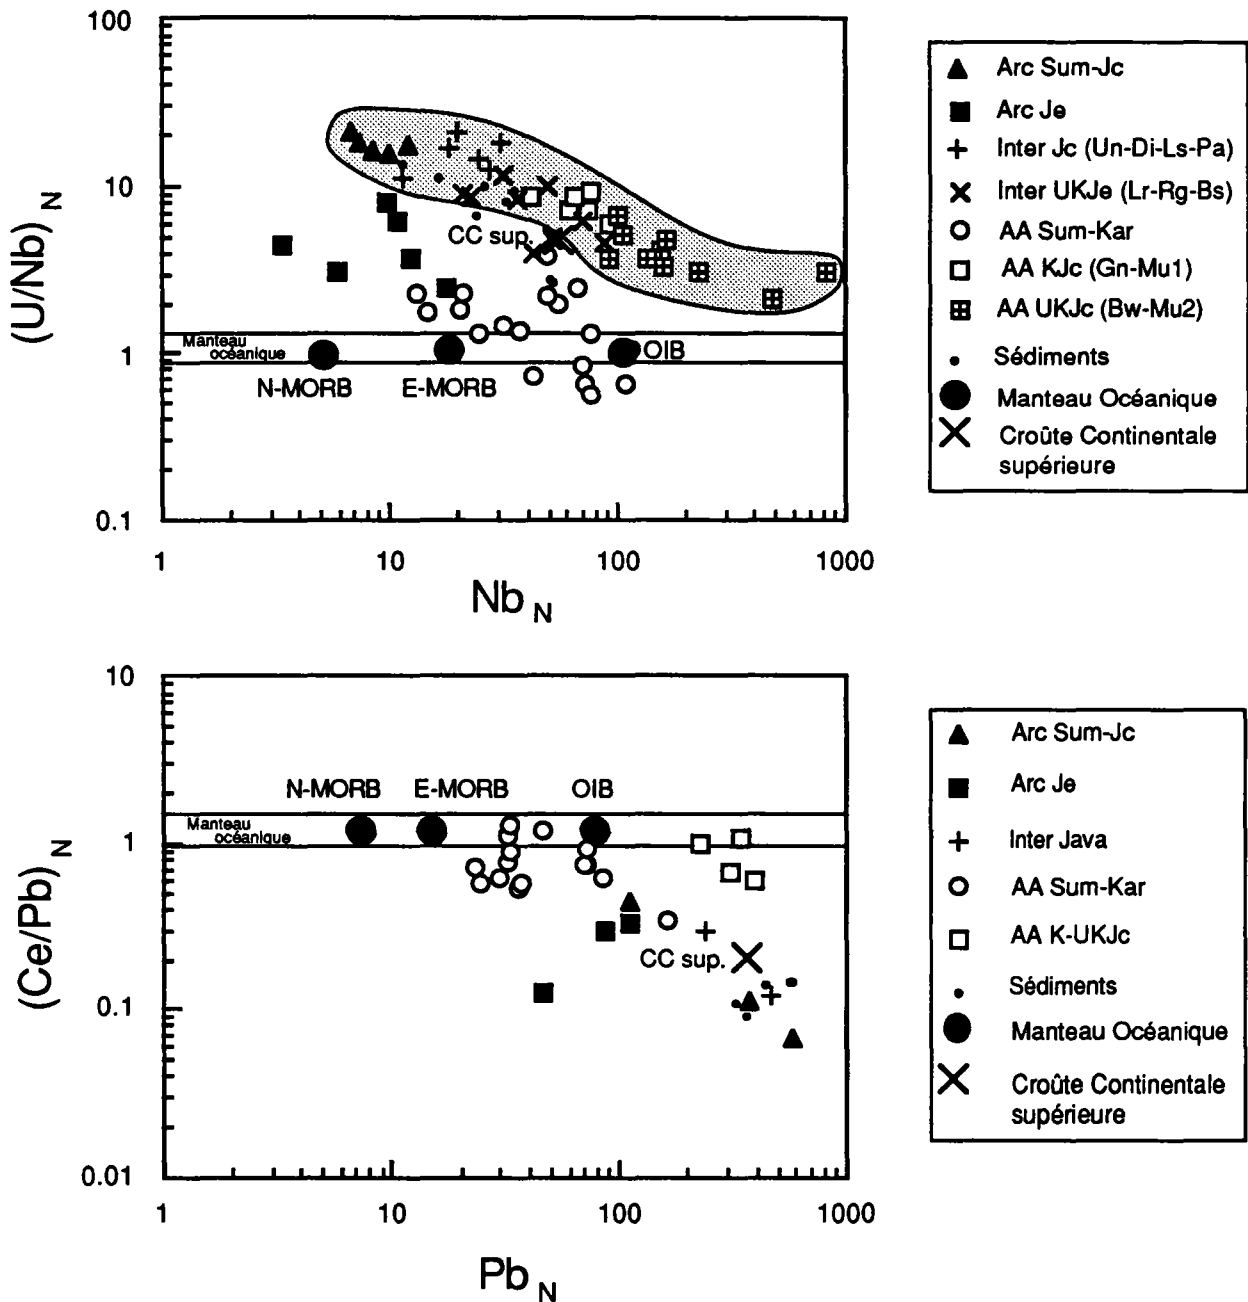 100
10
1
0.1
(U/Nb) N
CC sup.
Manteau
océanique
N-MORB
E-MORB
OIB
1
10
100
1000
Nb N
Arc Sum-Jc
Arc Je
Inter Jc (Un-Di-Ls-Pa)
Inter UKJe (Lr-Rg-Bs)
AA Sum-Kar
AA KJc (Gn-Mu1)
AA UKJc (Bw-Mu2)
Sédiments
Manteau Océanique
Croûte Continentale
supérieure
10
1
0.1
0.01
(Ce/Pb) N
N-MORB
E-MORB
OIB
Manteau
océanique
CC sup.
1
10
100
1000
Pb N
Arc Sum-Jc
Arc Je
Inter Java
AA Sum-Kar
AA K-UKJc
Sédiments
Manteau Océanique
Croûte Continentale
supérieure